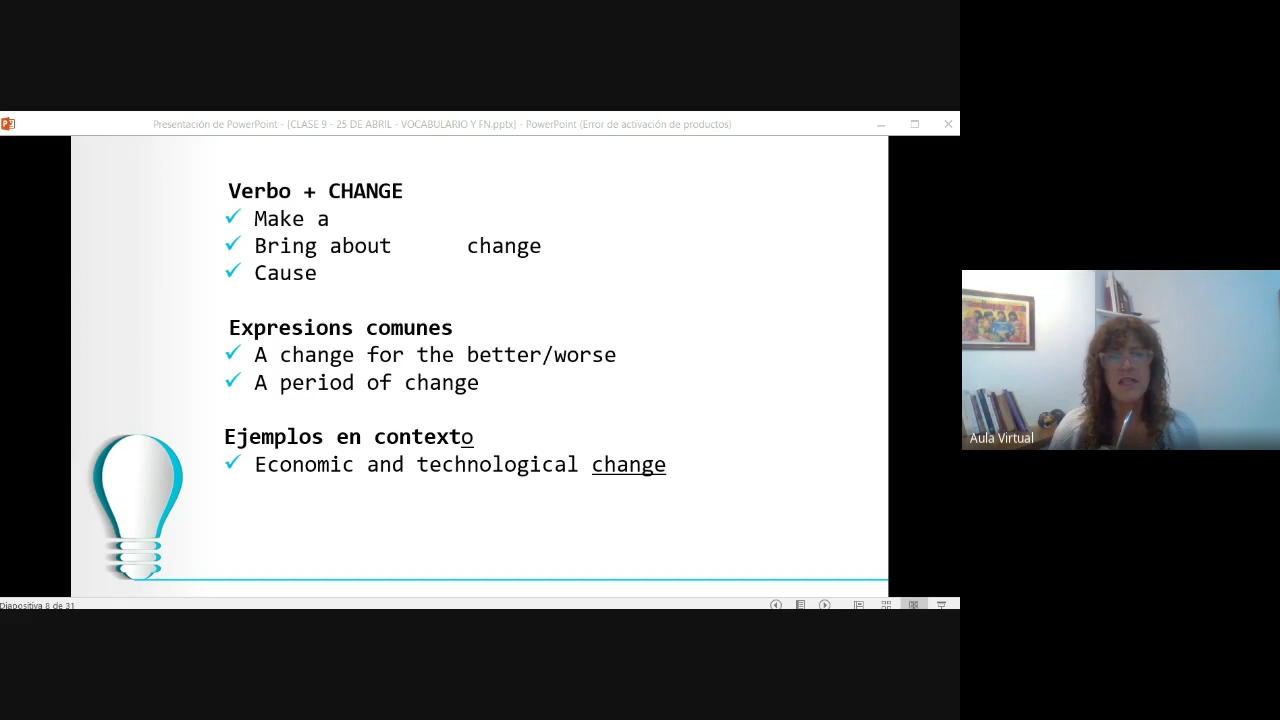 Presentación de PowerPoint - [CLASE 9 - 25 DE ABRIL - VOCABULARIO Y FN.pptx] - PowerPoint (Error de activación de productos)
Verbo + CHANGE
✓ Make a
✓ Bring about change
✓ Cause
Expresions comunes
✓ A change for the better/worse
✓ A period of change
Ejemplos en contexto
✓ Economic and technological change
Diapositiva 8 de 31
Aula Virtual